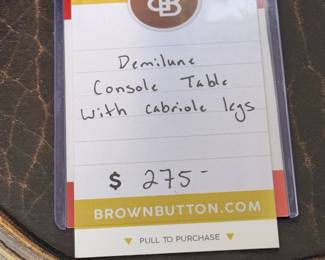 Demilune
Console Table
with cabriole legs
$ 275-
BROWNBUTTON.COM
▼ PULL TO PURCHASE ▼